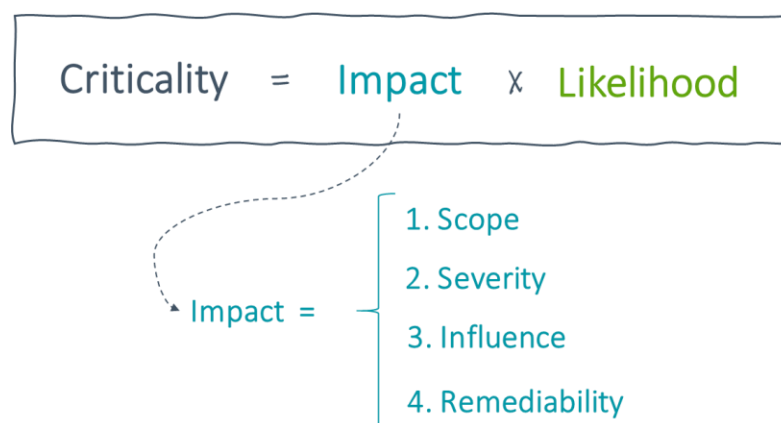 Criticality = Impact x Likelihood
Impact =
1. Scope
2. Severity
3. Influence
4. Remediability